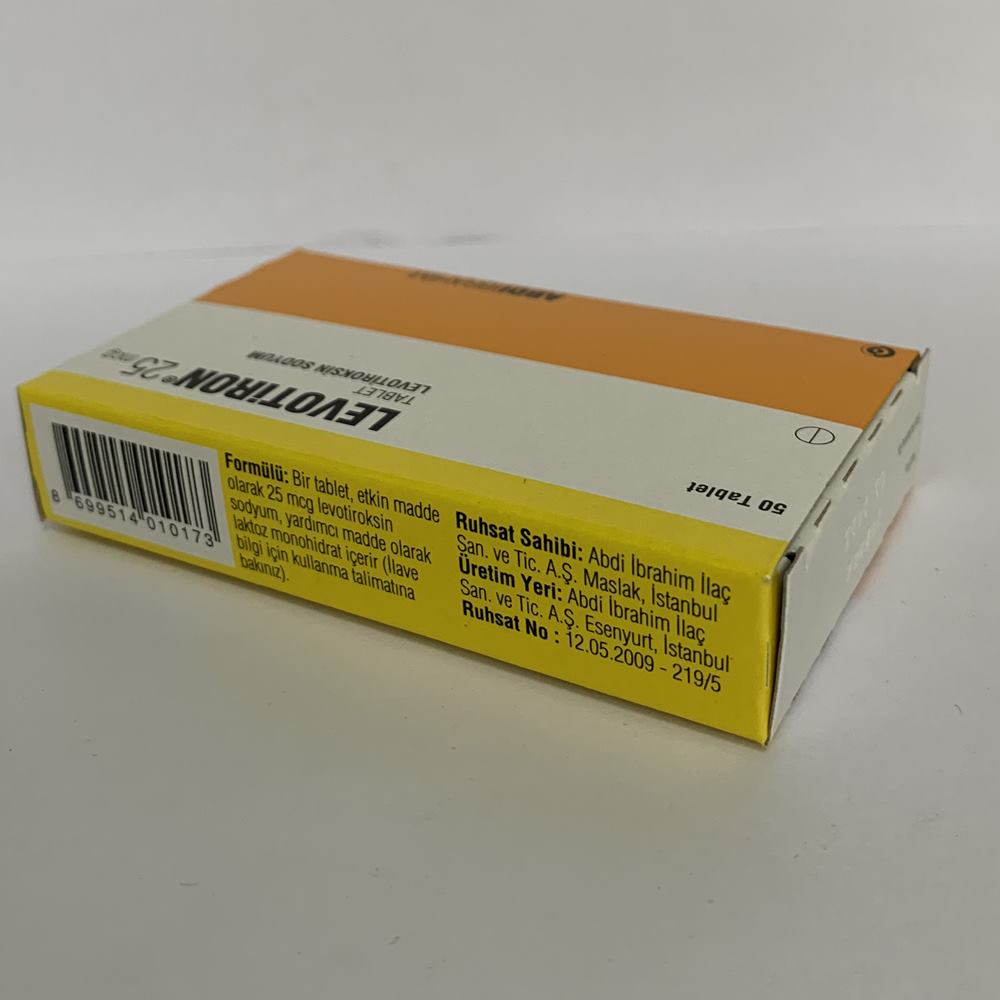 LEVOTİRON® 25 mcg
TABLET
LEVOTİROKSİN SODYUM
50 Tablet
8 699514 010173
Formülü: Bir tablet, etkin madde
olarak 25 mcg levotiroksin
sodyum, yardımcı madde olarak
laktoz monohidrat içerir (İlave
bilgi için kullanma talimatına
bakınız).
Ruhsat Sahibi: Abdi İbrahim İlaç
San. ve Tic. A.Ş. Maslak, İstanbul
Üretim Yeri: Abdi İbrahim İlaç
San. ve Tic. A.Ş. Esenyurt, İstanbul
Ruhsat No : 12.05.2009 - 219/5